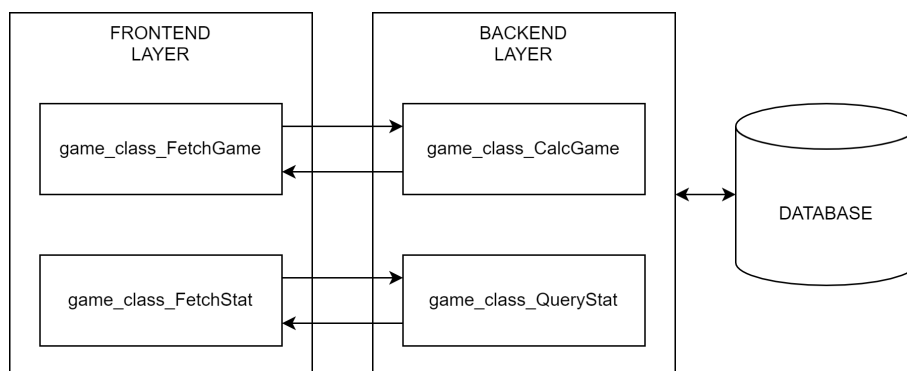 FRONTEND
LAYER
BACKEND
LAYER
game_class_FetchGame
game_class_CalcGame
DATABASE
game_class_FetchStat
game_class_QueryStat